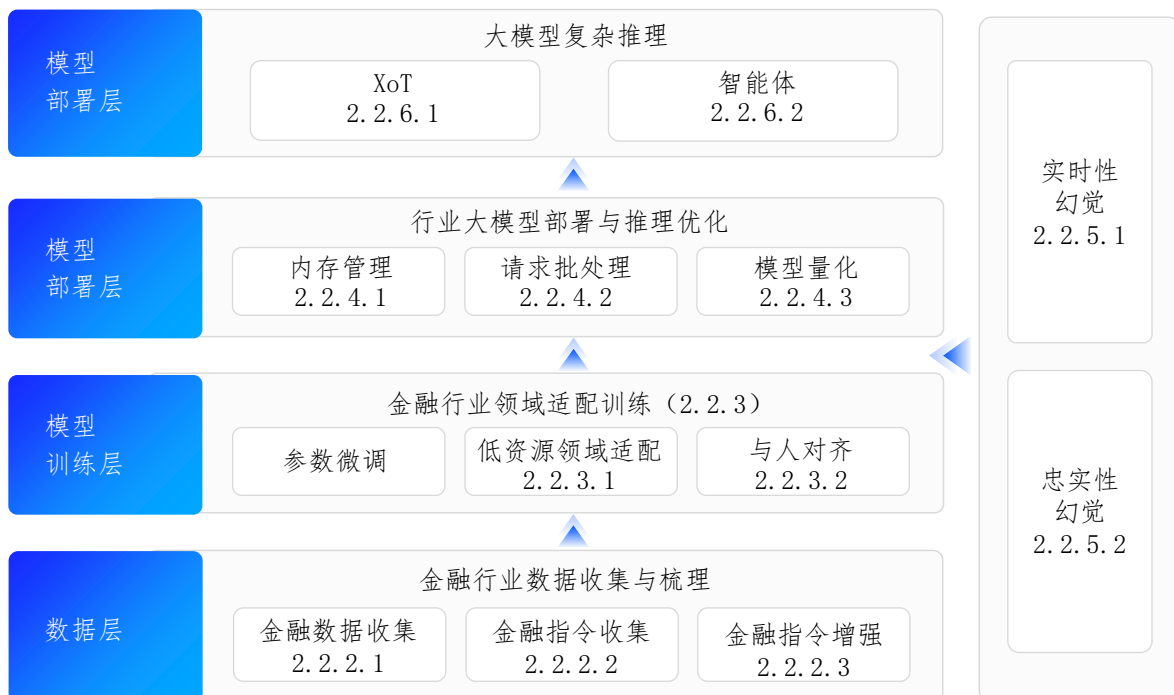 模型
部署层
大模型复杂推理
XoT
2.2.6.1
智能体
2.2.6.2
模型
部署层
行业大模型部署与推理优化
内存管理
2.2.4.1
请求批处理
2.2.4.2
模型量化
2.2.4.3
模型
训练层
金融行业领域适配训练（2.2.3）
参数微调
低资源领域适配
2.2.3.1
与人对齐
2.2.3.2
数据层
金融行业数据收集与梳理
金融数据收集
2.2.2.1
金融指令收集
2.2.2.2
金融指令增强
2.2.2.3
实时性
幻觉
2.2.5.1
忠实性
幻觉
2.2.5.2